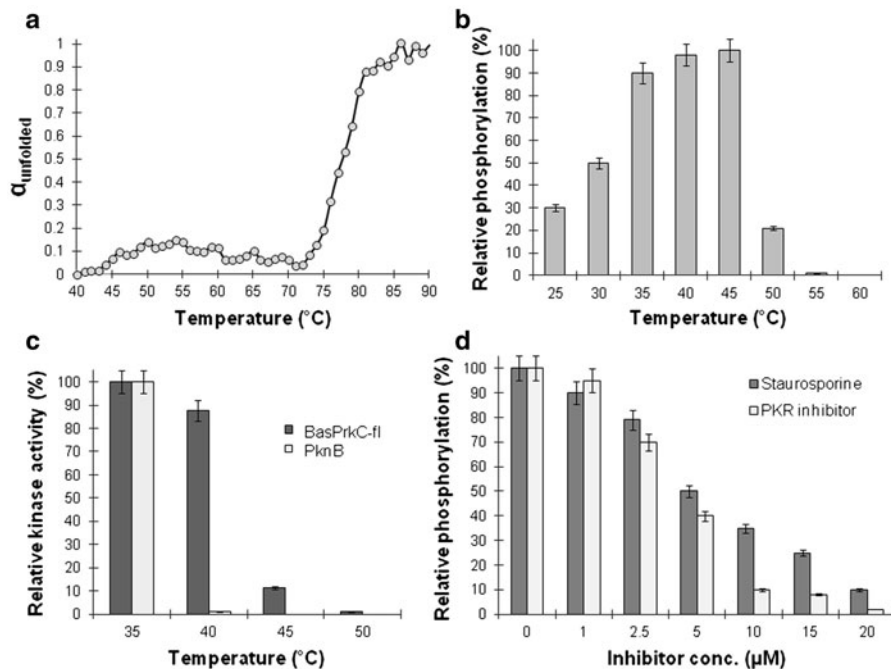 a
1
0.9
0.8
0.7
0.6
0.5
0.4
0.3
0.2
0.1
0
αunfolded
40 45 50 55 60 65 70 75 80 85 90
Temperature (°C)
b
100
90
80
70
60
50
40
30
20
10
0
Relative phosphorylation (%)
25 30 35 40 45 50 55 60
Temperature (°C)
c
100
90
80
70
60
50
40
30
20
10
0
Relative kinase activity (%)
BasPrkC-fl
PknB
35 40 45 50
Temperature (°C)
d
100
90
80
70
60
50
40
30
20
10
0
Relative phosphorylation (%)
Staurosporine
PKR inhibitor
0 1 2.5 5 10 15 20
Inhibitor conc. (µM)